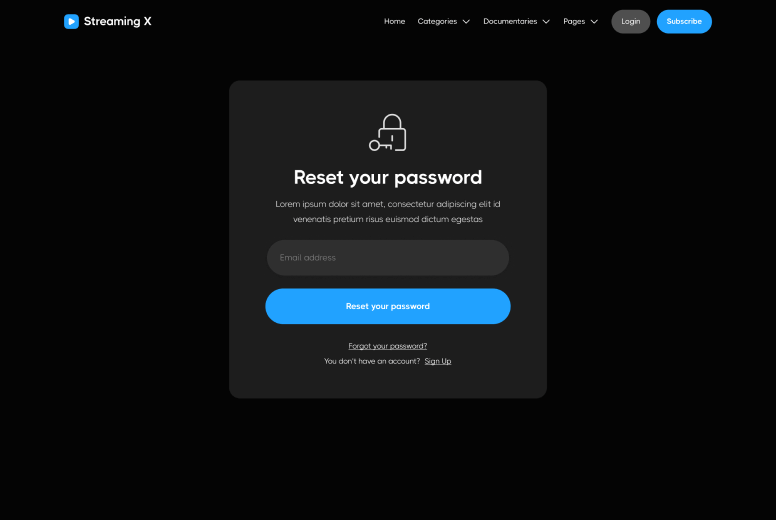 Streaming X
Home Categories Documentaries Pages Login Subscribe
Reset your password
Lorem ipsum dolor sit amet, consectetur adipiscing elit id
venenatis pretium risus euismod dictum egestas
Email address
Reset your password
Forgot your password?
You don't have an account? Sign Up